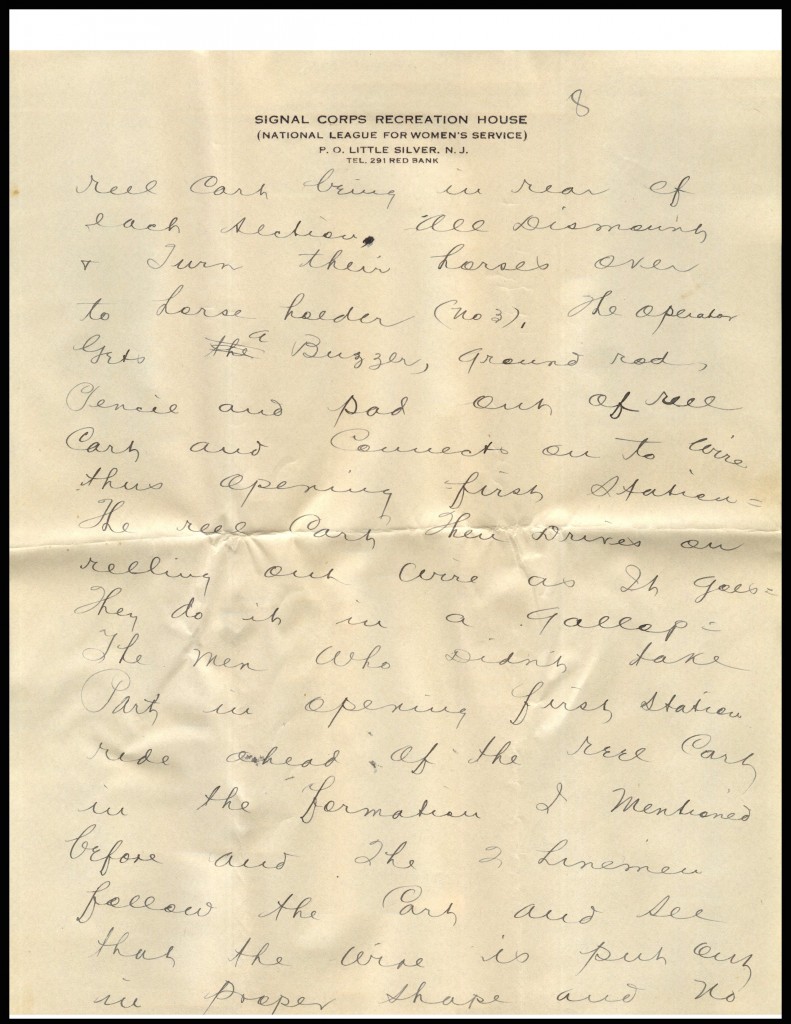 8
SIGNAL CORPS RECREATION HOUSE
(NATIONAL LEAGUE FOR WOMEN'S SERVICE)
P. O. LITTLE SILVER, N. J.
TEL. 291 RED BANK
reel Cart being in rear of
each section. All Dismount
& Turn their horses over
to horse holder (No 3), The operator
Gets the a Buzzer, Ground rod,
Pencil and pad out of reel
Cart and Connects on to Wire
thus opening first Station =
The reel Cart Then Drives on
relling out Wire as It goes =
They do it in a Gallop =
The Men Who Didn't take
Part in opening first Station
ride ahead of the reel Cart
in the formation I Mentioned
before and The 2 Linemen
follow the Cart and See
that the Wire is put out
in Proper Shape and No